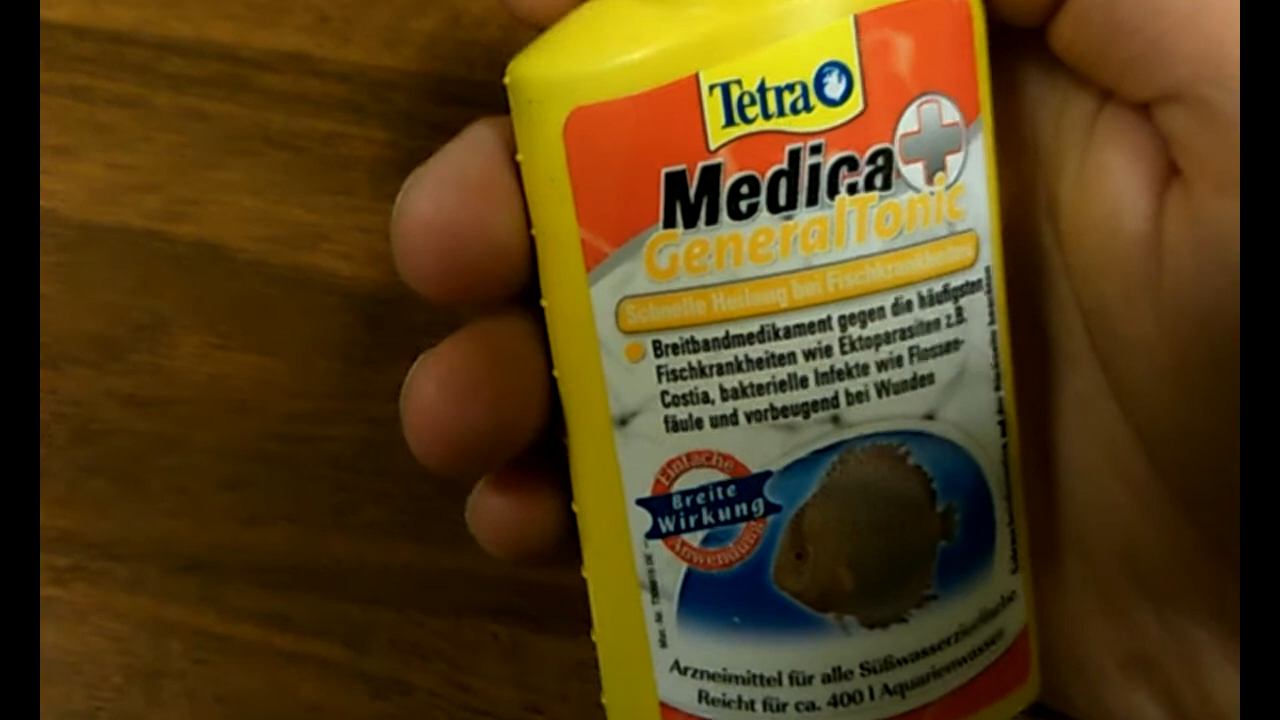 Tetra
Medica
GeneralTonic
Schnelle Heilung bei Fischkrankheiten
Breitbandmedikament gegen die häufigsten
Fischkrankheiten wie Ektoparasiten z.B.
Costia, bakterielle Infekte wie Flossen-
fäule und vorbeugend bei Wunden
Einfache
Breite
Wirkung
Anwendung
Arzneimittel für alle Süßwasserzierfische
Reicht für ca. 400 l Aquarienwasser